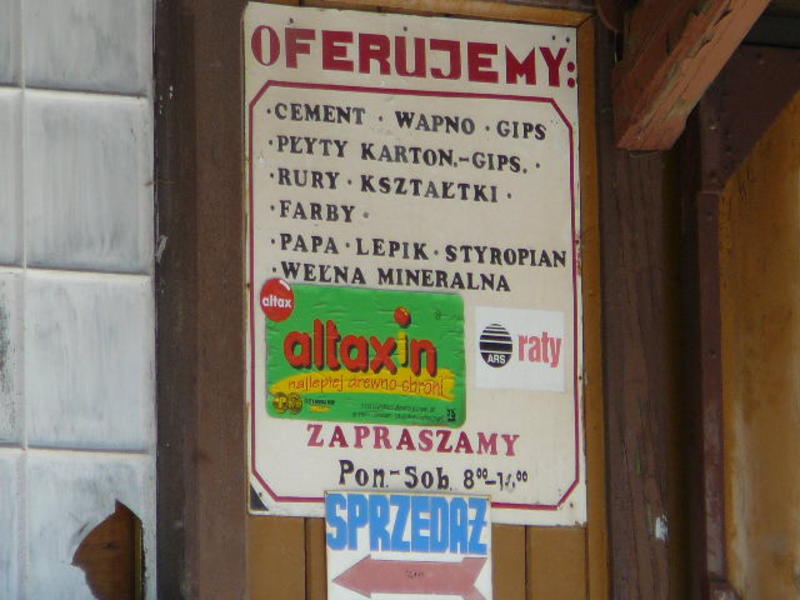 OFERUJEMY:
·CEMENT · WAPNO · GIPS
·PŁYTY KARTON.-GIPS. ·
·RURY · KSZTAŁTKI ·
·FARBY ·
·PAPA · LEPIK · STYROPIAN
·WEŁNA MINERALNA
altax
altaxin
najlepiej drewno chroni
ARS raty
ZAPRASZAMY
Pon.-Sob. 8⁰⁰-
SPRZEDAŻ